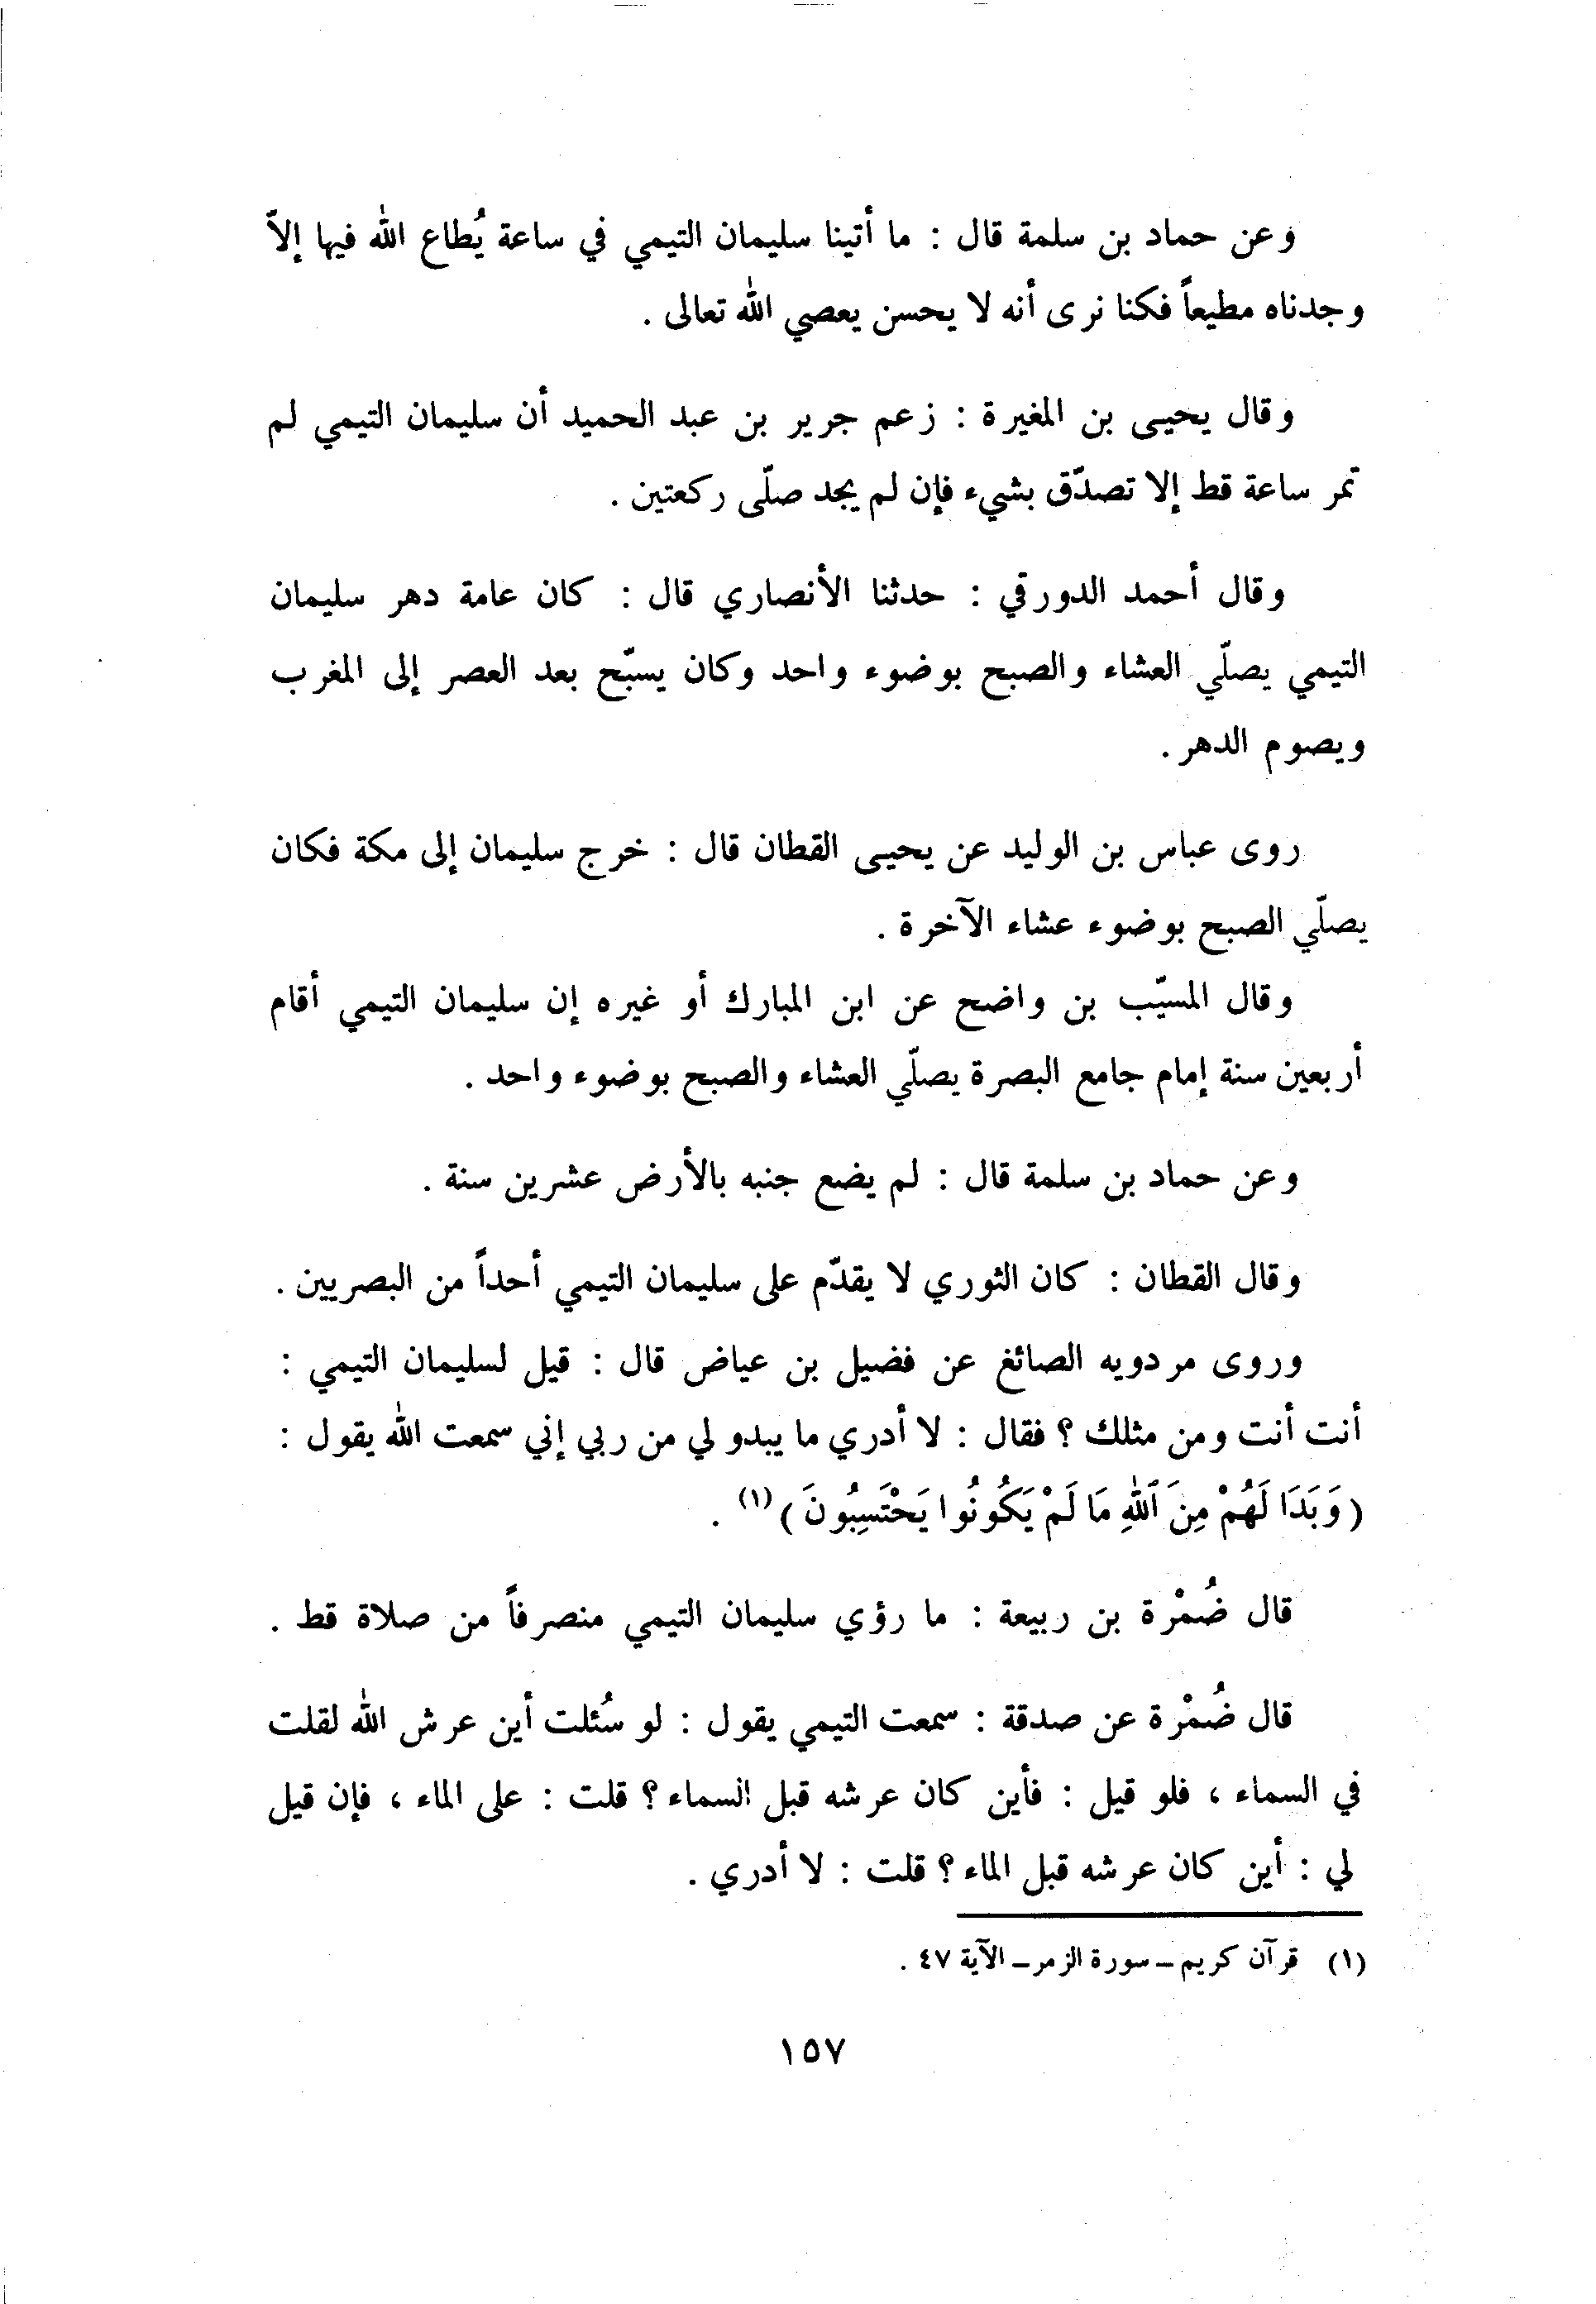 وعن حماد بن سلمة قال : ما أتينا سليمان التيمي في ساعة يُطاع الله فيها إلاّ
وجدناه مطيعاً فكنا نرى أنه لا يحسن يعصي الله تعالى .
وقال يحيى بن المغيرة : زعم جرير بن عبد الحميد أن سليمان التيمي لم
تمر ساعة قط إلا تصدّق بشيء فإن لم يجد صلّى ركعتين .
وقال أحمد الدورقي : حدثنا الأنصاري قال : كان عامة دهر سليمان
التيمي يصلّي العشاء والصبح بوضوء واحد وكان يسبّح بعد العصر إلى المغرب
ويصوم الدهر .
روى عباس بن الوليد عن يحيى القطان قال : خرج سليمان إلى مكة فكان
يصلّي الصبح بوضوء عشاء الآخرة .
وقال المسيّب بن واضح عن ابن المبارك أو غيره إن سليمان التيمي أقام
أربعين سنة إمام جامع البصرة يصلّي العشاء والصبح بوضوء واحد .
وعن حماد بن سلمة قال : لم يضع جنبه بالأرض عشرين سنة .
وقال القطان : كان الثوري لا يقدّم على سليمان التيمي أحداً من البصريين .
وروى مردويه الصائغ عن فضيل بن عياض قال : قيل لسليمان التيمي :
أنت أنت ومن مثلك ؟ فقال : لا أدري ما يبدو لي من ربي إني سمعت الله يقول :
(وَبَدَا لَهُمْ مِنَ ٱللَّهِ مَا لَمْ يَكُونُوا يَحْتَسِبُونَ) (١) .
قال ضُمْرة بن ربيعة : ما رؤي سليمان التيمي منصرفاً من صلاة قط .
قال ضُمْرة عن صدقة : سمعت التيمي يقول : لو سُئلت أين عرش الله لقلت
في السماء ، فلو قيل : فأين كان عرشه قبل السماء ؟ قلت : على الماء ، فإن قيل
لي : أين كان عرشه قبل الماء ؟ قلت : لا أدري .
(١) قرآن كريم - سورة الزمر - الآية ٤٧ .
١٥٧